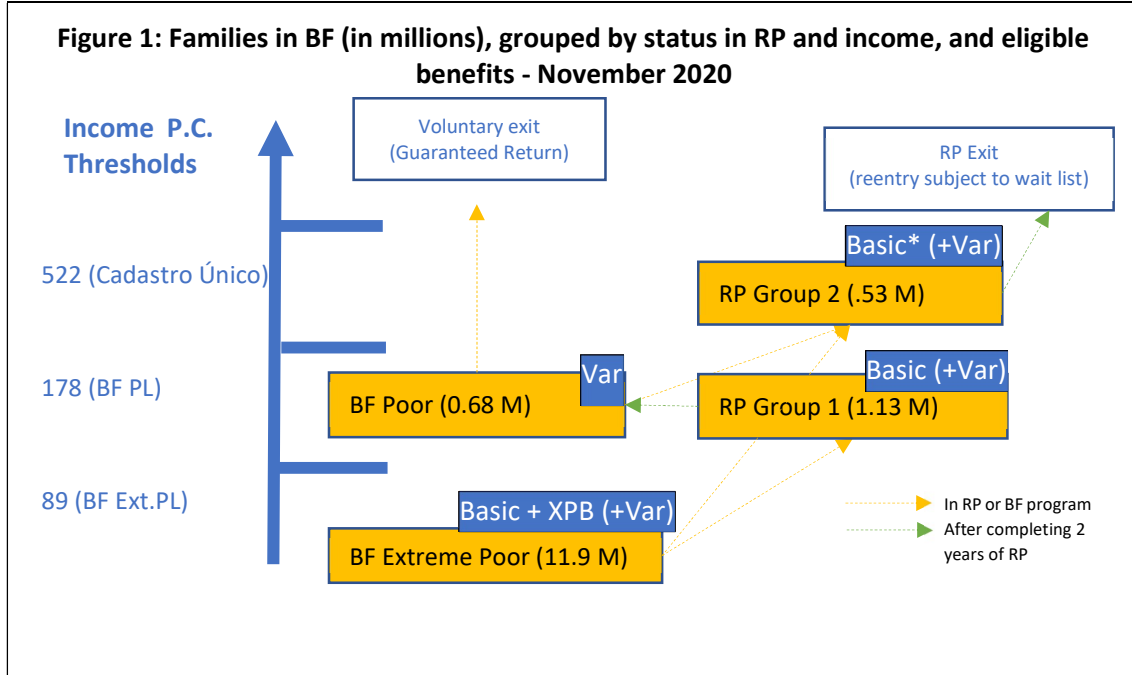 Figure 1: Families in BF (in millions), grouped by status in RP and income, and eligible
benefits - November 2020
Income P.C.
Thresholds
Voluntary exit
(Guaranteed Return)
RP Exit
(reentry subject to wait list)
522 (Cadastro Único)
Basic* (+Var)
RP Group 2 (.53 M)
178 (BF PL)
Var
BF Poor (0.68 M)
Basic (+Var)
RP Group 1 (1.13 M)
89 (BF Ext.PL)
Basic + XPB (+Var)
BF Extreme Poor (11.9 M)
In RP or BF program
After completing 2
years of RP